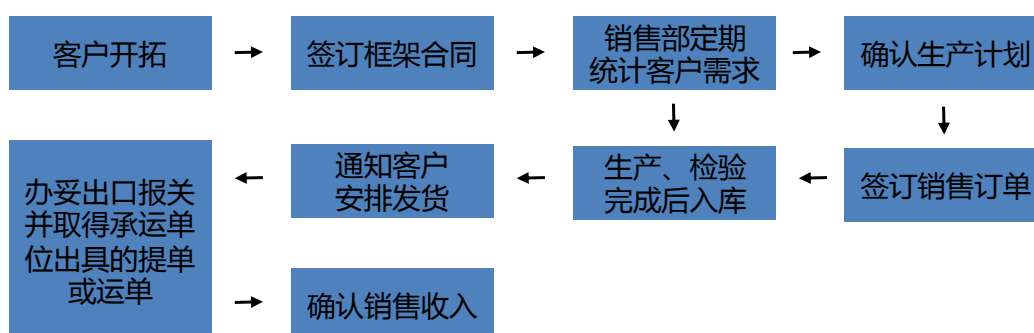 客户开拓
签订框架合同
销售部定期
统计客户需求
确认生产计划
签订销售订单
生产、检验
完成后入库
通知客户
安排发货
办妥出口报关
并取得承运单
位出具的提单
或运单
确认销售收入